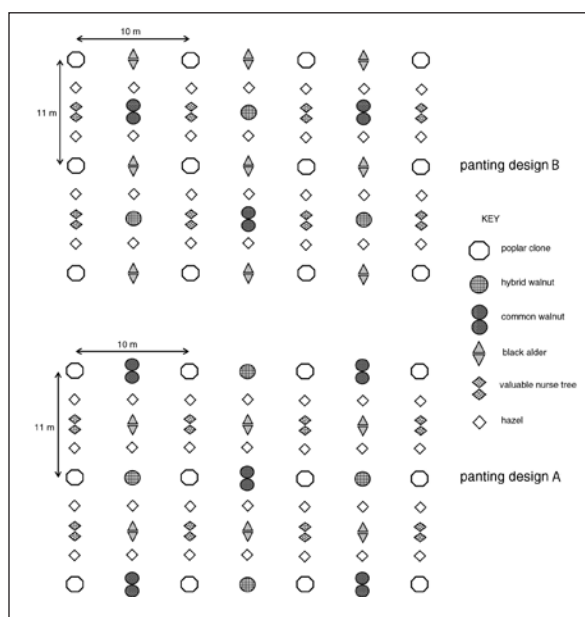 10 m
11 m
panting design B
KEY
poplar clone
hybrid walnut
common walnut
black alder
valuable nurse tree
hazel
10 m
11 m
panting design A